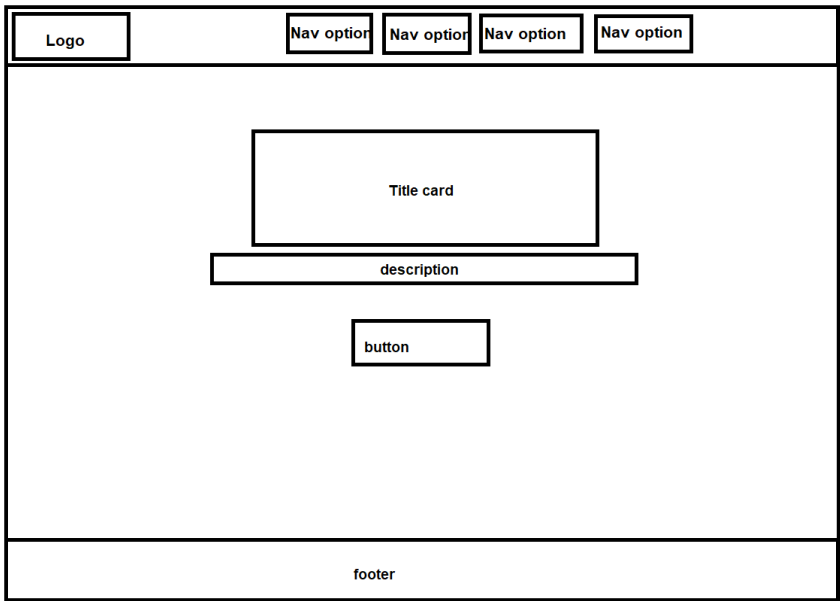 Logo
Nav option
Nav option
Nav option
Nav option
Title card
description
button
footer